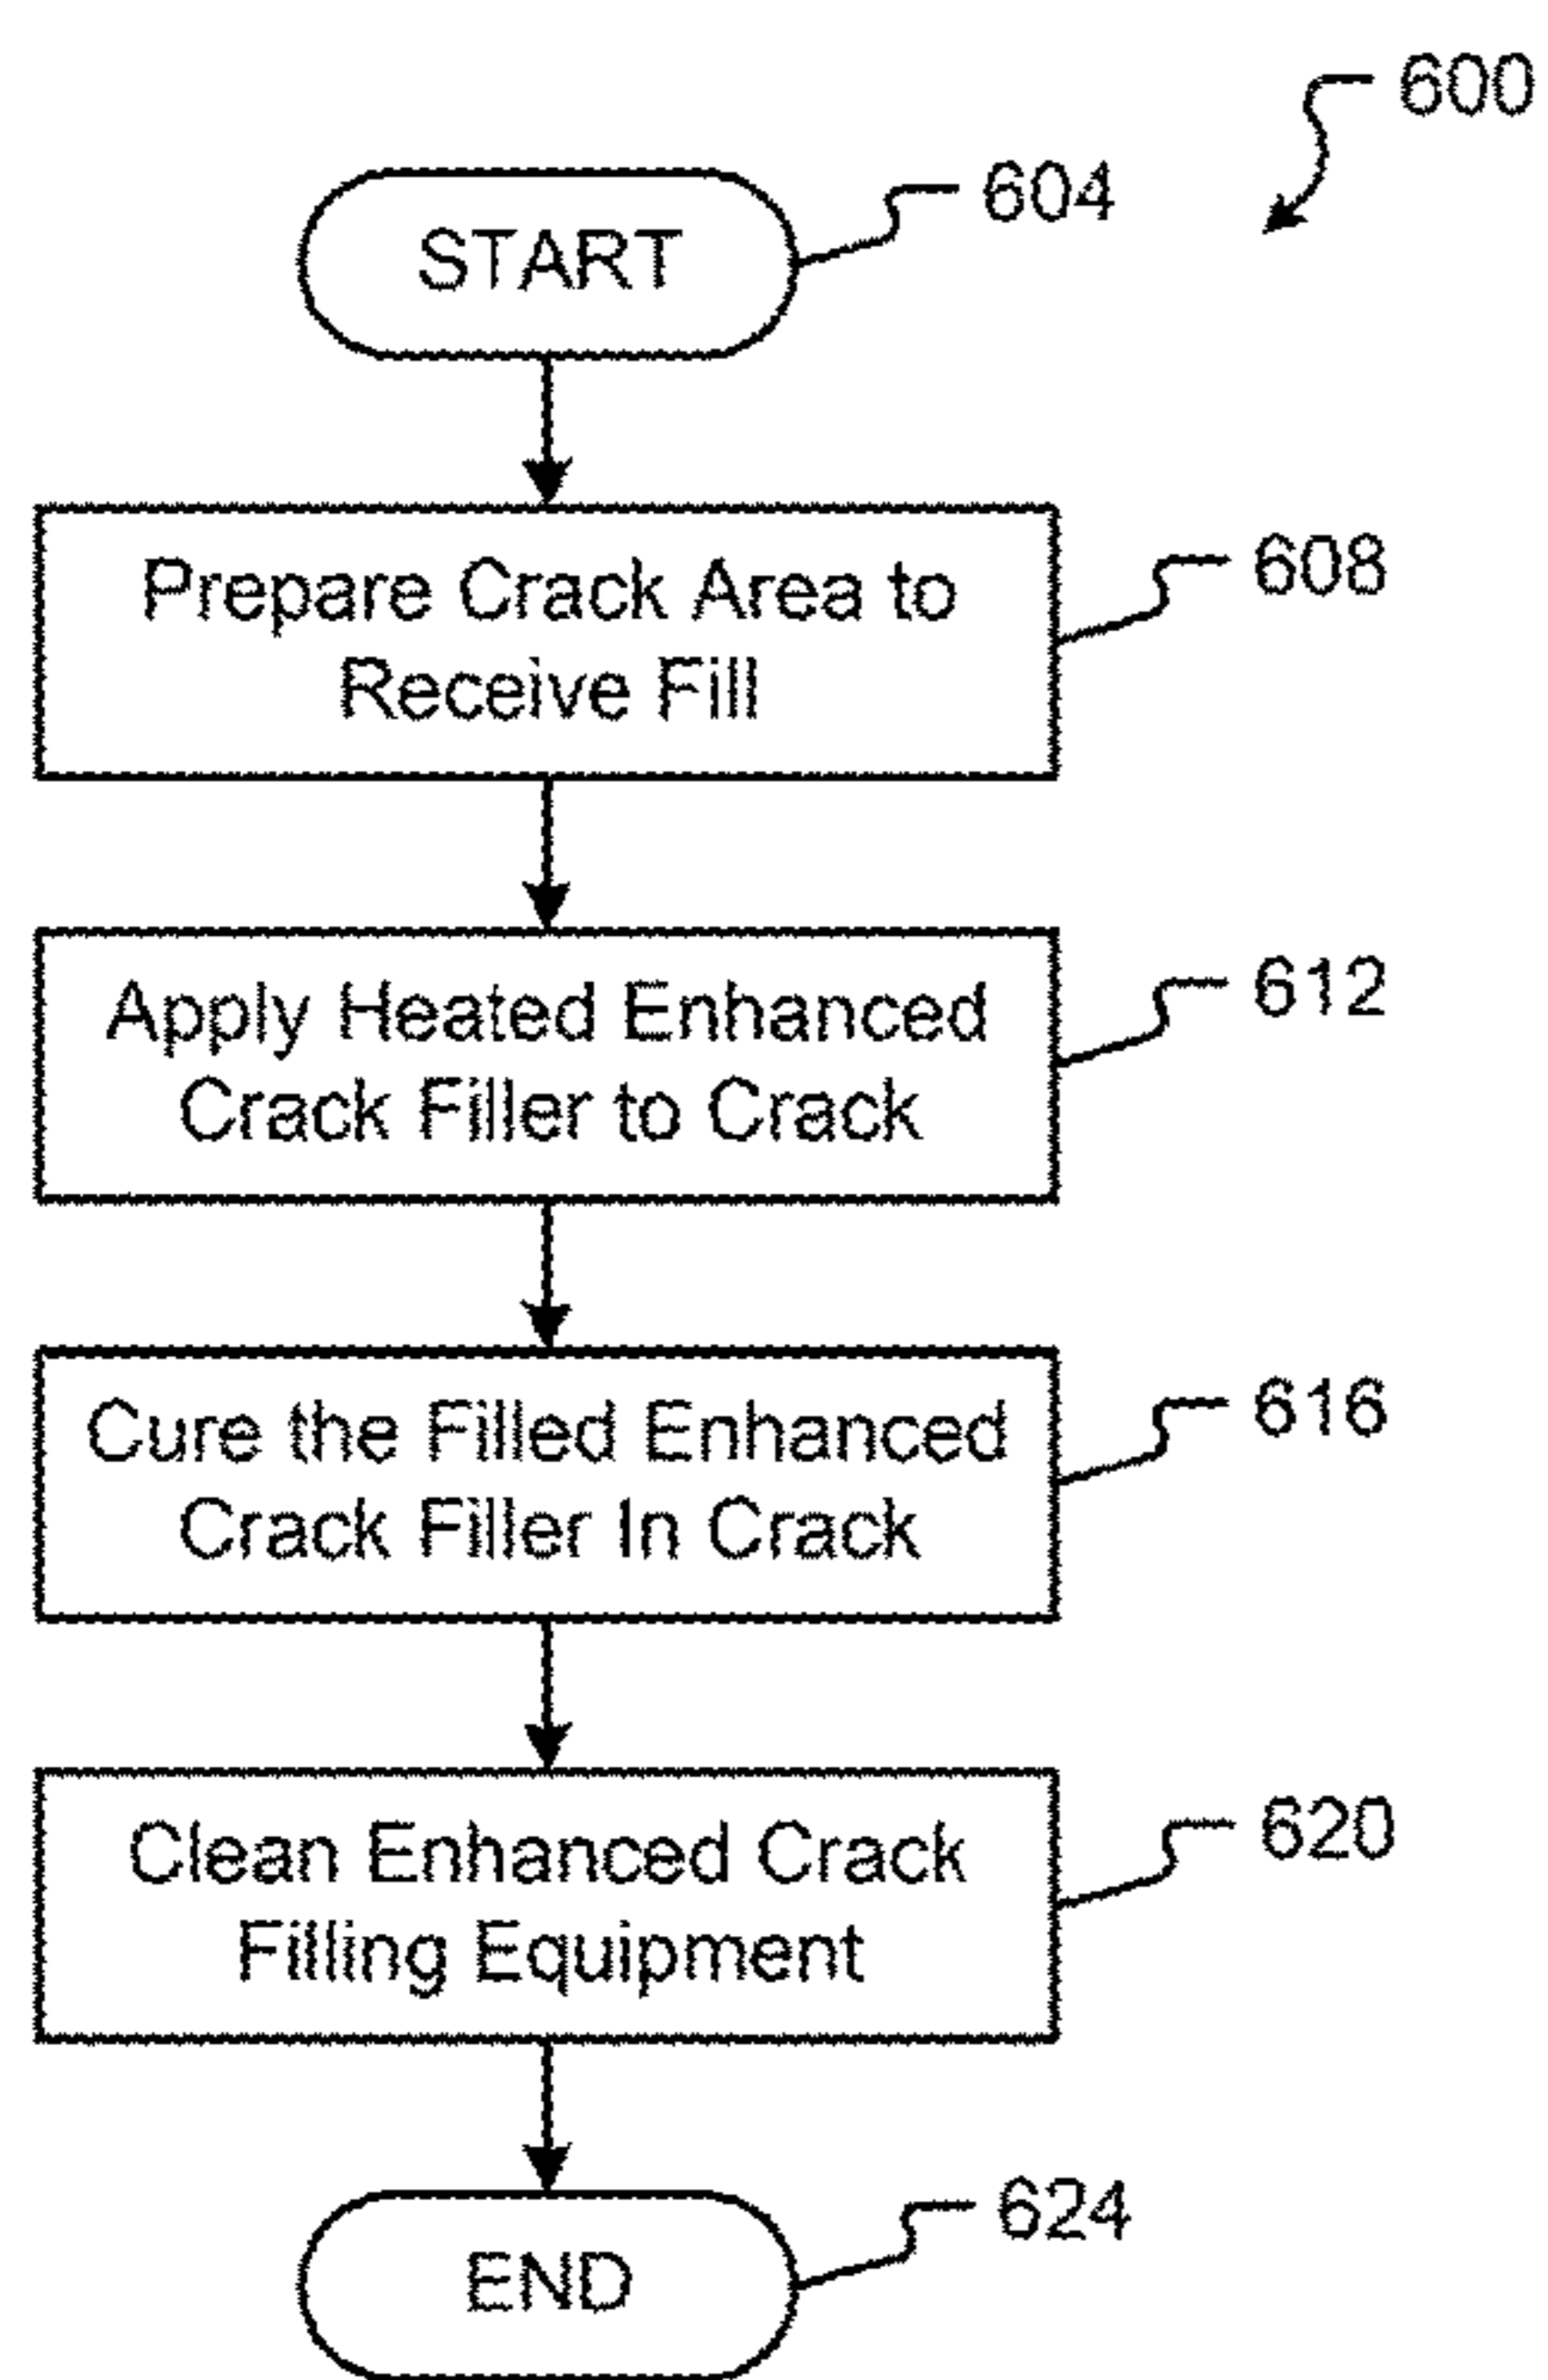 600
START
604
Prepare Crack Area to
Receive Fill
608
Apply Heated Enhanced
Crack Filler to Crack
612
Cure the Filled Enhanced
Crack Filler In Crack
616
Clean Enhanced Crack
Filling Equipment
620
END
624